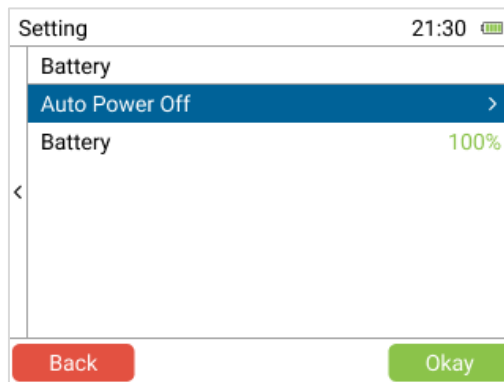 Setting 21:30
Battery
Auto Power Off >
Battery 100%
<
Back Okay